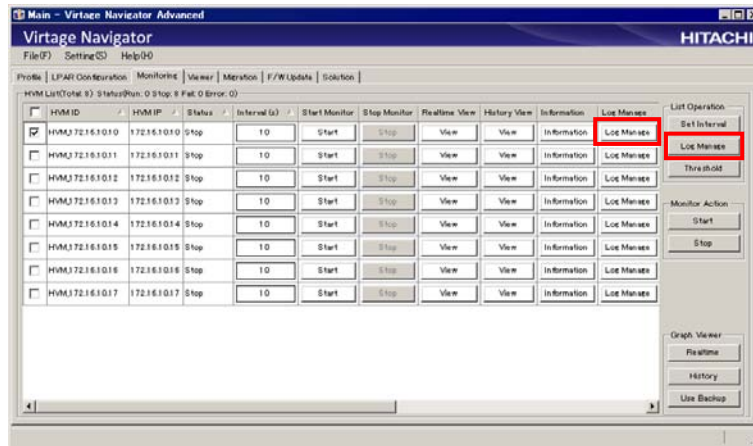 Main - Virtage Navigator Advanced
Virtage Navigator HITACHI
File(F) Setting(S) Help(H)
Profile LPAR Configuration Monitoring Viewer Migration F/W Update Solution
HVM List(Total: 8) Status(Run: 0 Stop: 8 Fail: 0 Error: 0)
HVM ID HVM IP Status Interval (s) Start Monitor Stop Monitor Realtime View History View Information Log Manage
HVM_172.16.10.10 172.16.10.10 Stop 10 Start Stop View View Information Log Manage
HVM_172.16.10.11 172.16.10.11 Stop 10 Start Stop View View Information Log Manage
HVM_172.16.10.12 172.16.10.12 Stop 10 Start Stop View View Information Log Manage
HVM_172.16.10.13 172.16.10.13 Stop 10 Start Stop View View Information Log Manage
HVM_172.16.10.14 172.16.10.14 Stop 10 Start Stop View View Information Log Manage
HVM_172.16.10.15 172.16.10.15 Stop 10 Start Stop View View Information Log Manage
HVM_172.16.10.16 172.16.10.16 Stop 10 Start Stop View View Information Log Manage
HVM_172.16.10.17 172.16.10.17 Stop 10 Start Stop View View Information Log Manage
List Operation
Set Interval
Log Manage
Threshold
Monitor Action
Start
Stop
Graph Viewer
Realtime
History
Use Backup